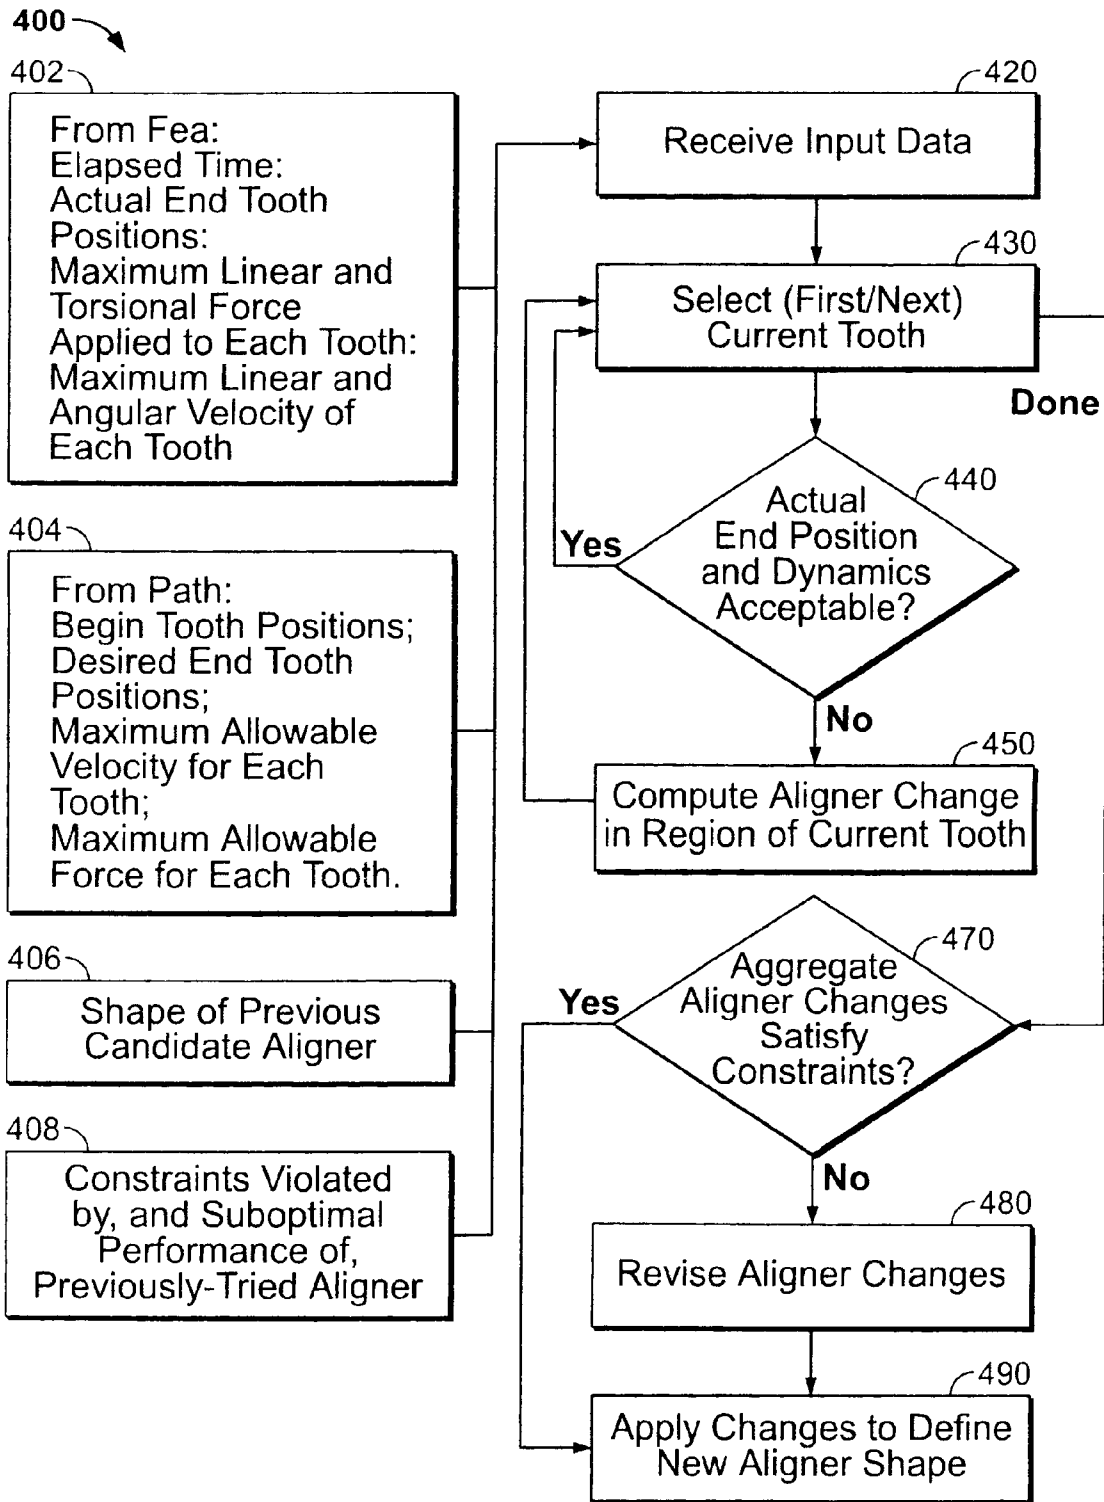 400
402
From Fea:
Elapsed Time:
Actual End Tooth
Positions:
Maximum Linear and
Torsional Force
Applied to Each Tooth:
Maximum Linear and
Angular Velocity of
Each Tooth
404
From Path:
Begin Tooth Positions;
Desired End Tooth
Positions;
Maximum Allowable
Velocity for Each
Tooth;
Maximum Allowable
Force for Each Tooth.
406
Shape of Previous
Candidate Aligner
408
Constraints Violated
by, and Suboptimal
Performance of,
Previously-Tried Aligner
420
Receive Input Data
430
Select (First/Next)
Current Tooth
Done
440
Actual
End Position
and Dynamics
Acceptable?
Yes
No
450
Compute Aligner Change
in Region of Current Tooth
470
Aggregate
Aligner Changes
Satisfy
Constraints?
Yes
No
480
Revise Aligner Changes
490
Apply Changes to Define
New Aligner Shape